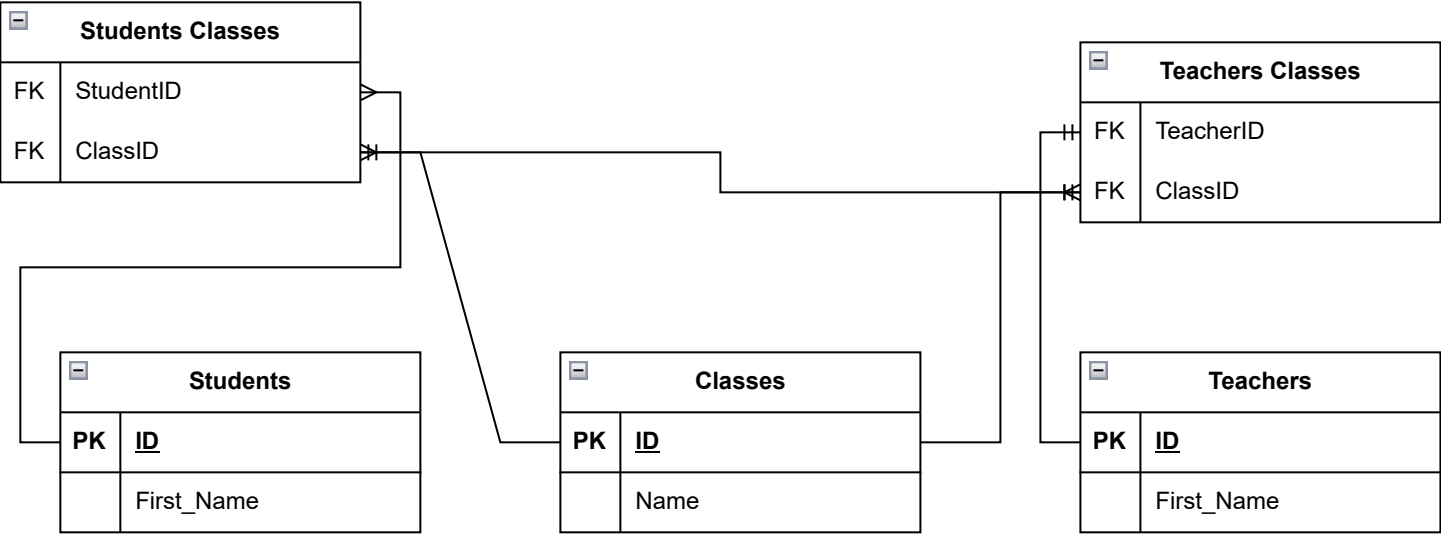 Students Classes
FK StudentID
FK ClassID
Teachers Classes
FK TeacherID
FK ClassID
Students
PK ID
First_Name
Classes
PK ID
Name
Teachers
PK ID
First_Name